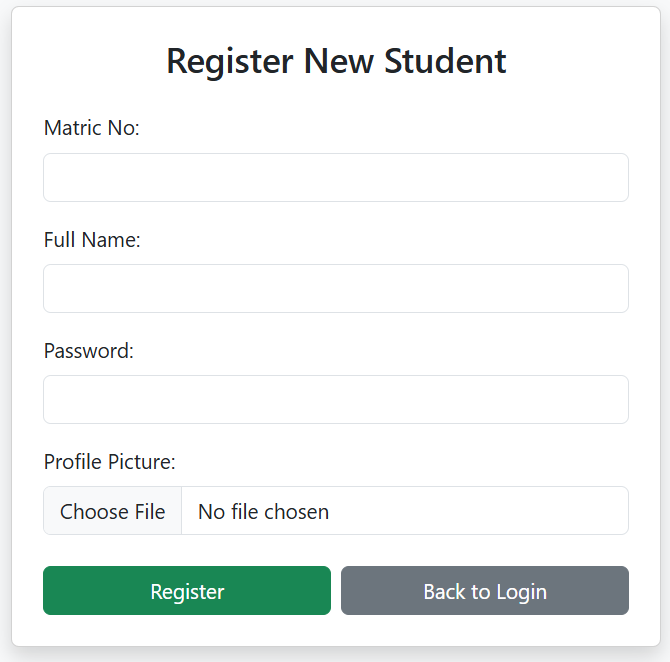 Register New Student
Matric No:
Full Name:
Password:
Profile Picture:
Choose File No file chosen
Register Back to Login